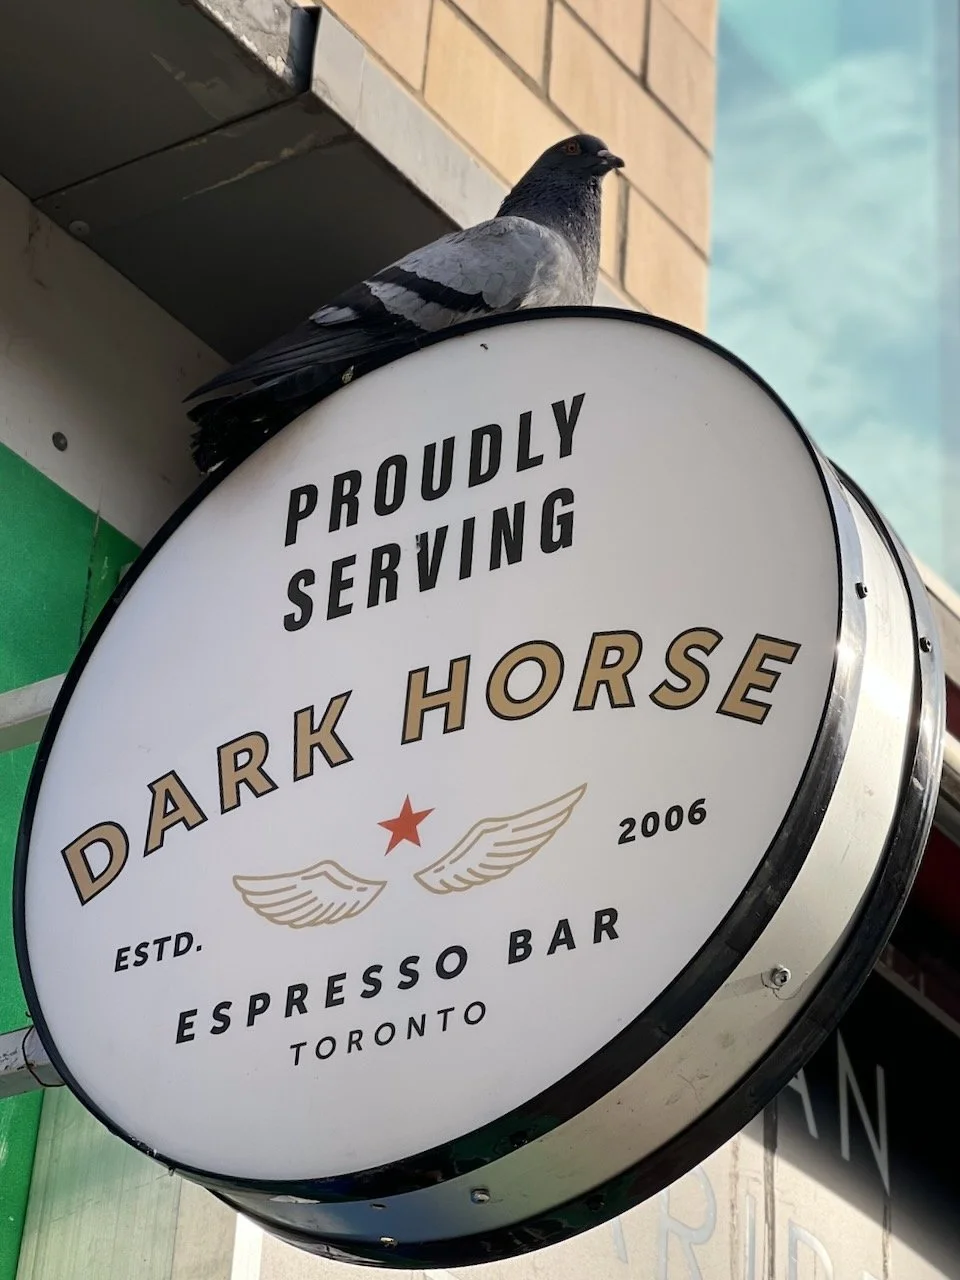 PROUDLY
SERVING
DARK HORSE
ESTD.
2006
ESPRESSO BAR
TORONTO